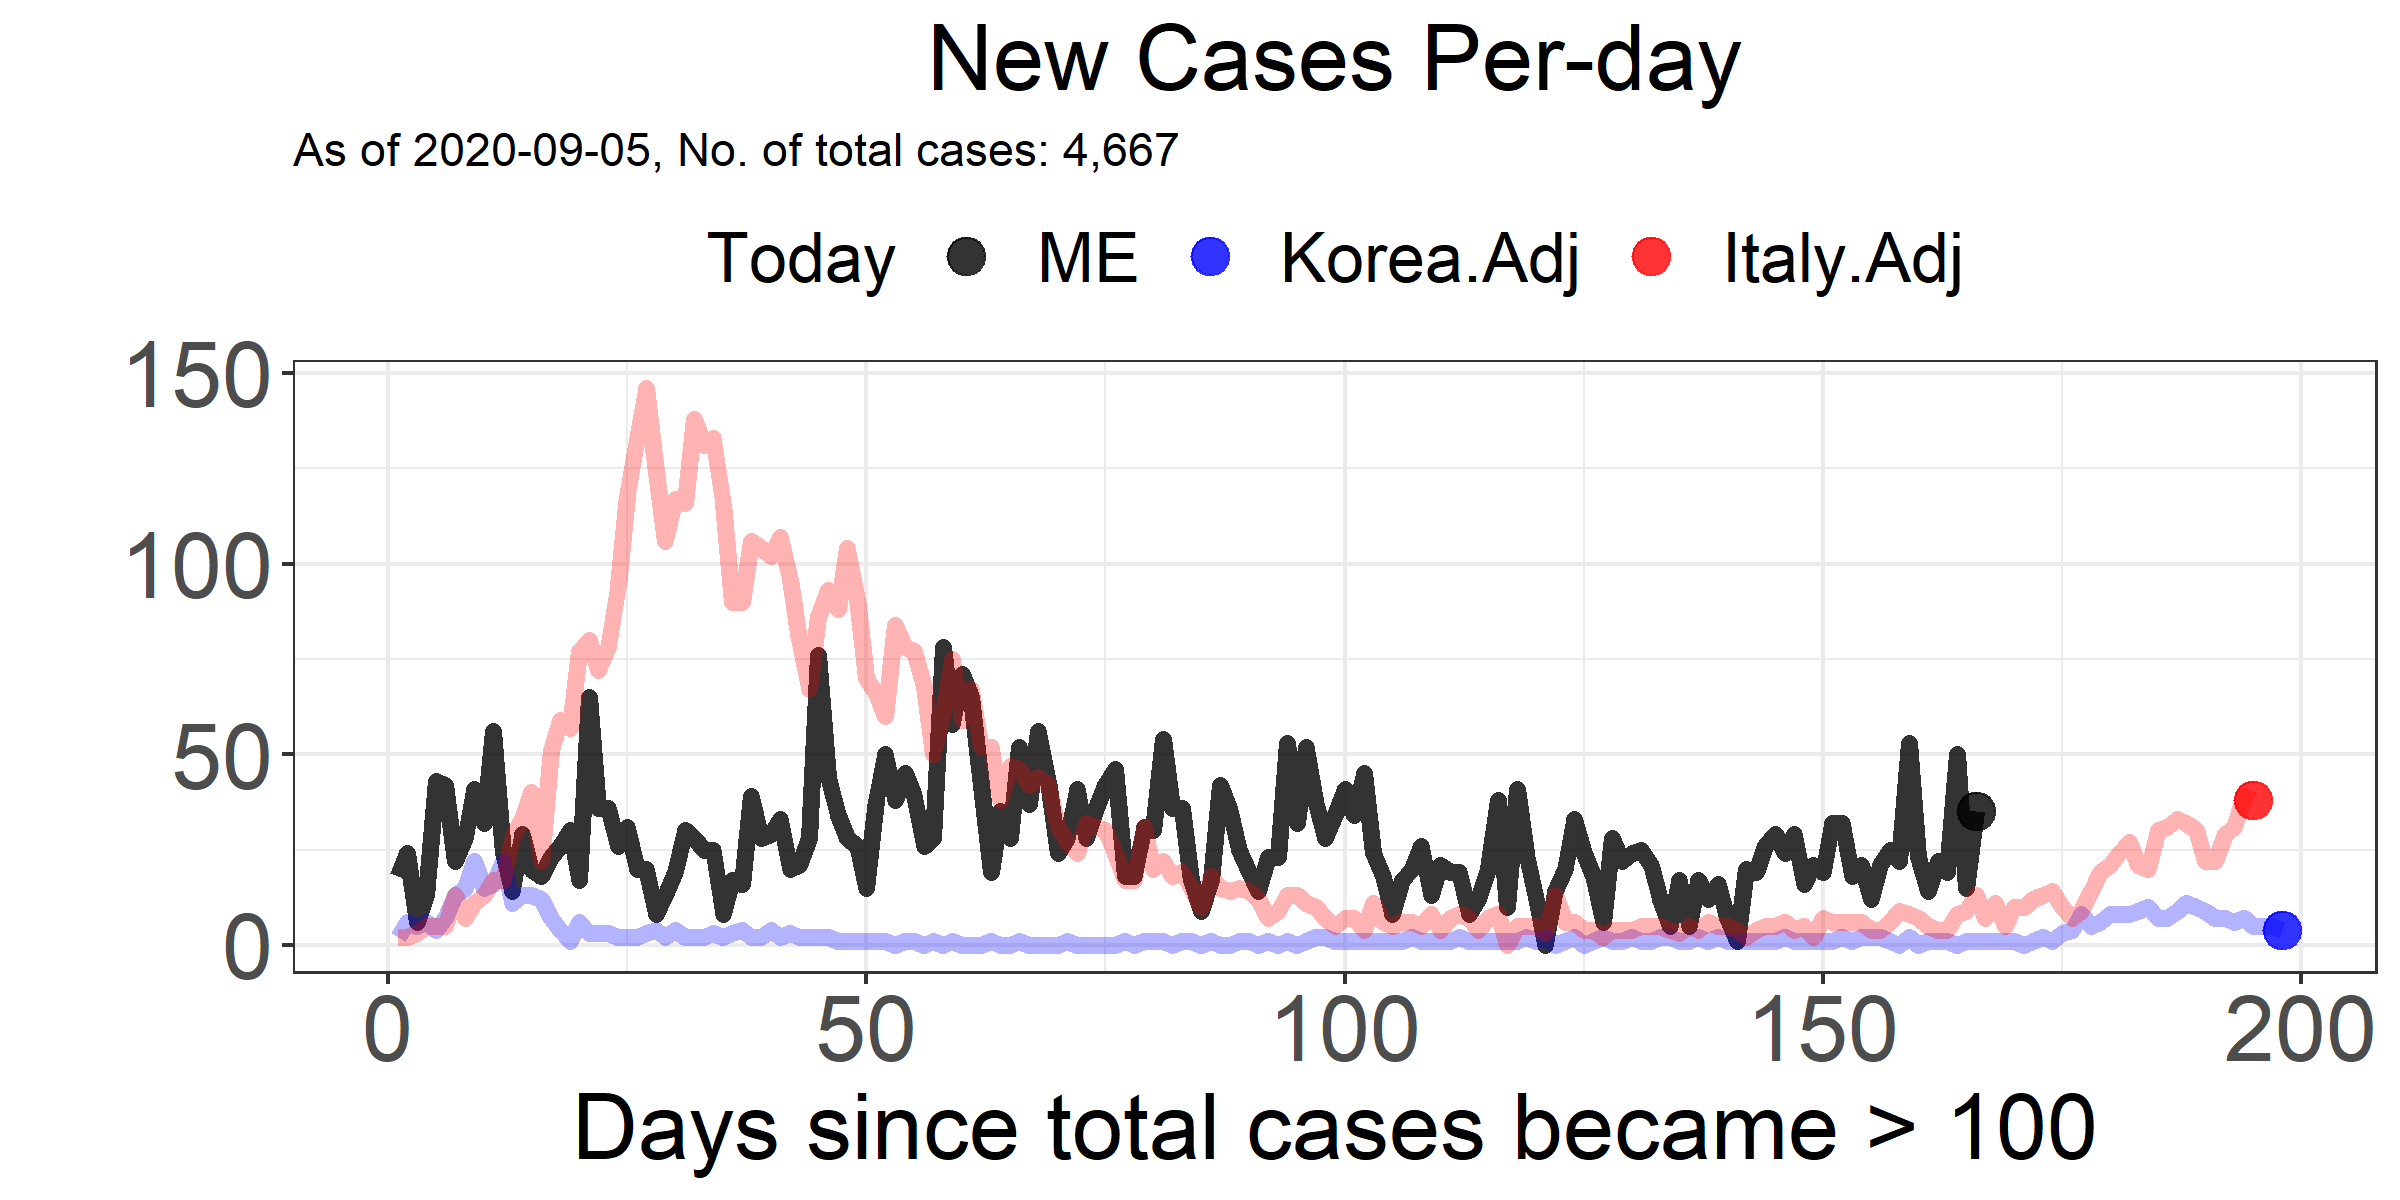 New Cases Per-day
As of 2020-09-05, No. of total cases: 4,667
Today ME Korea.Adj Italy.Adj
150
100
50
0
0 50 100 150 200
Days since total cases became > 100